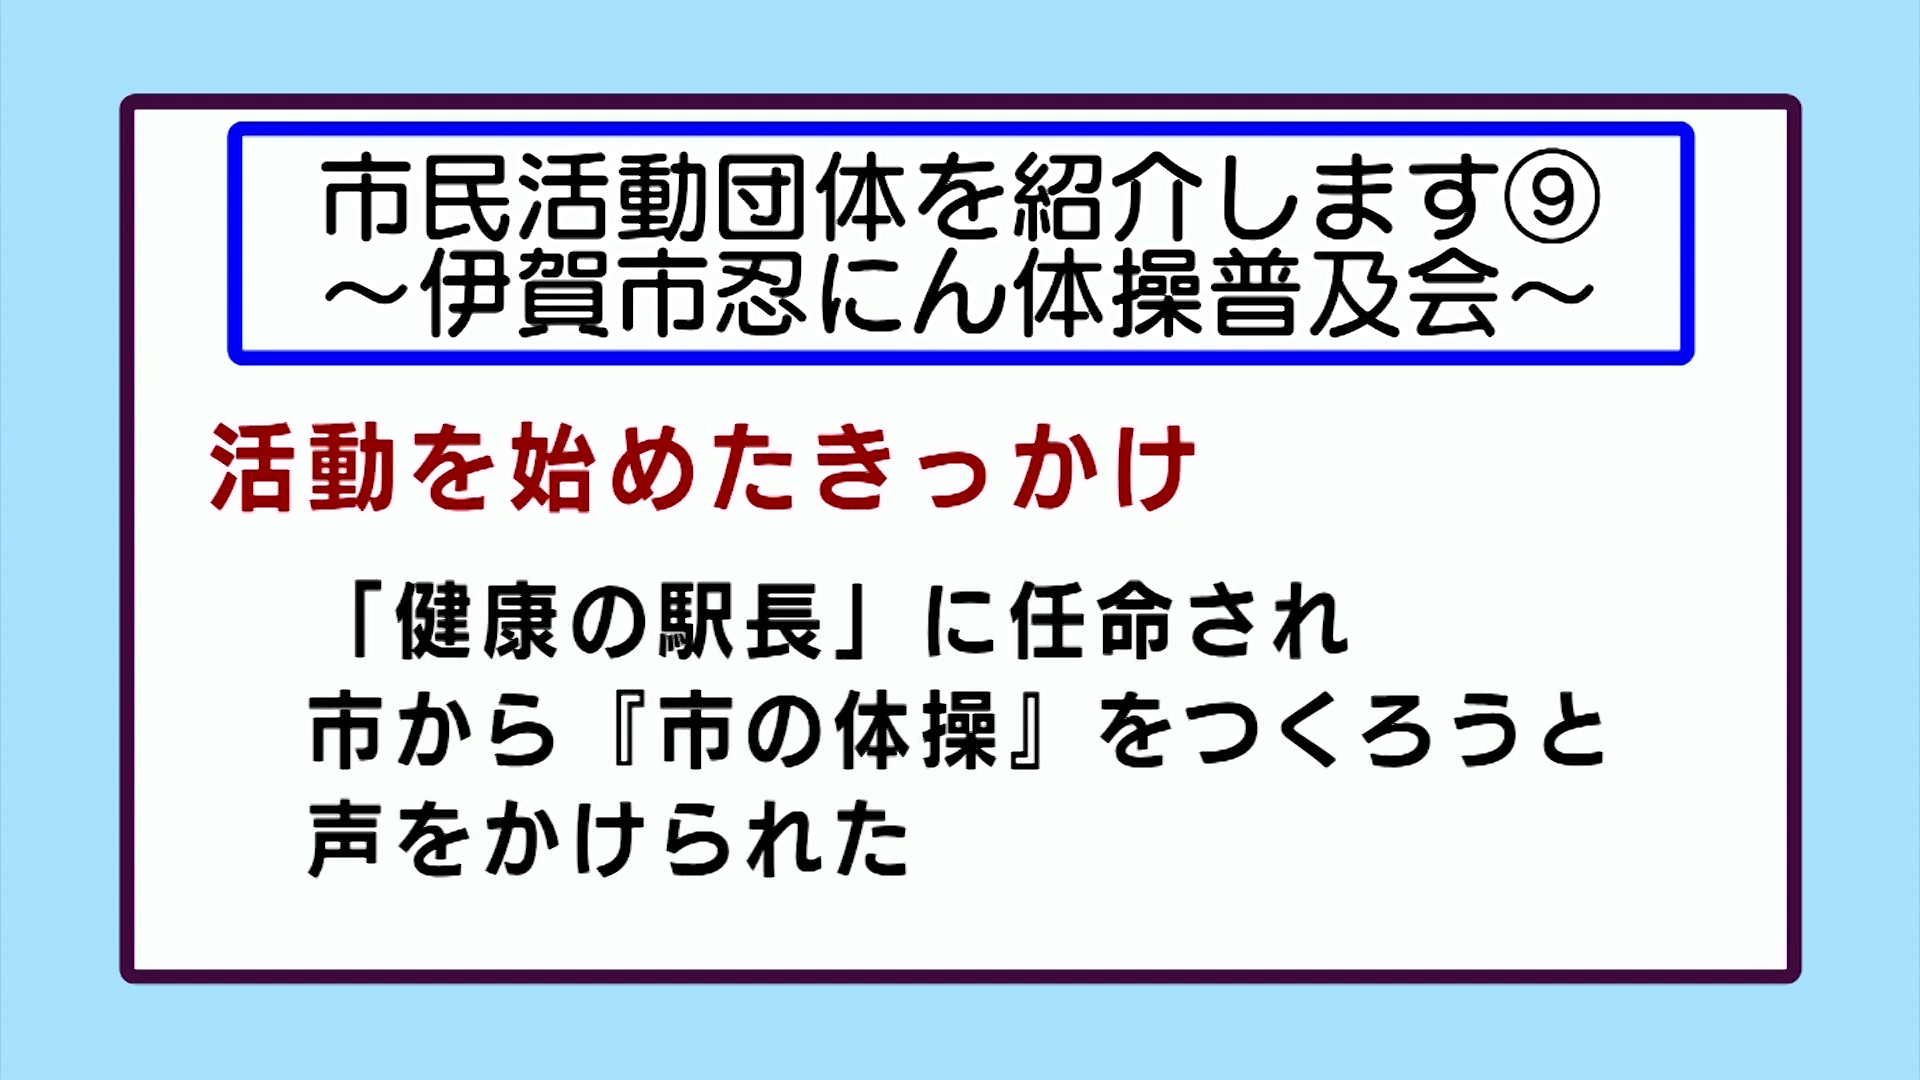 市民活動団体を紹介します⑨
～伊賀市忍にん体操普及会～
活動を始めたきっかけ
「健康の駅長」に任命され
市から『市の体操』をつくろうと
声をかけられた